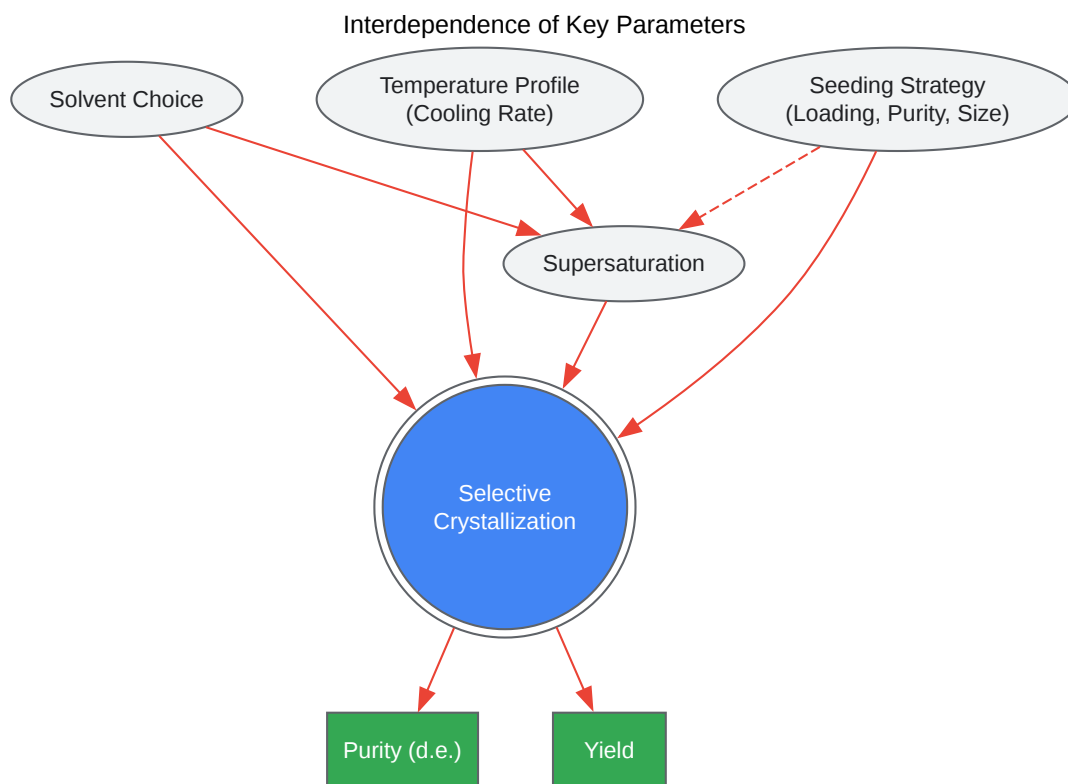 Interdependence of Key Parameters
Solvent Choice
Temperature Profile
(Cooling Rate)
Seeding Strategy
(Loading, Purity, Size)
Supersaturation
Selective
Crystallization
Purity (d.e.)
Yield